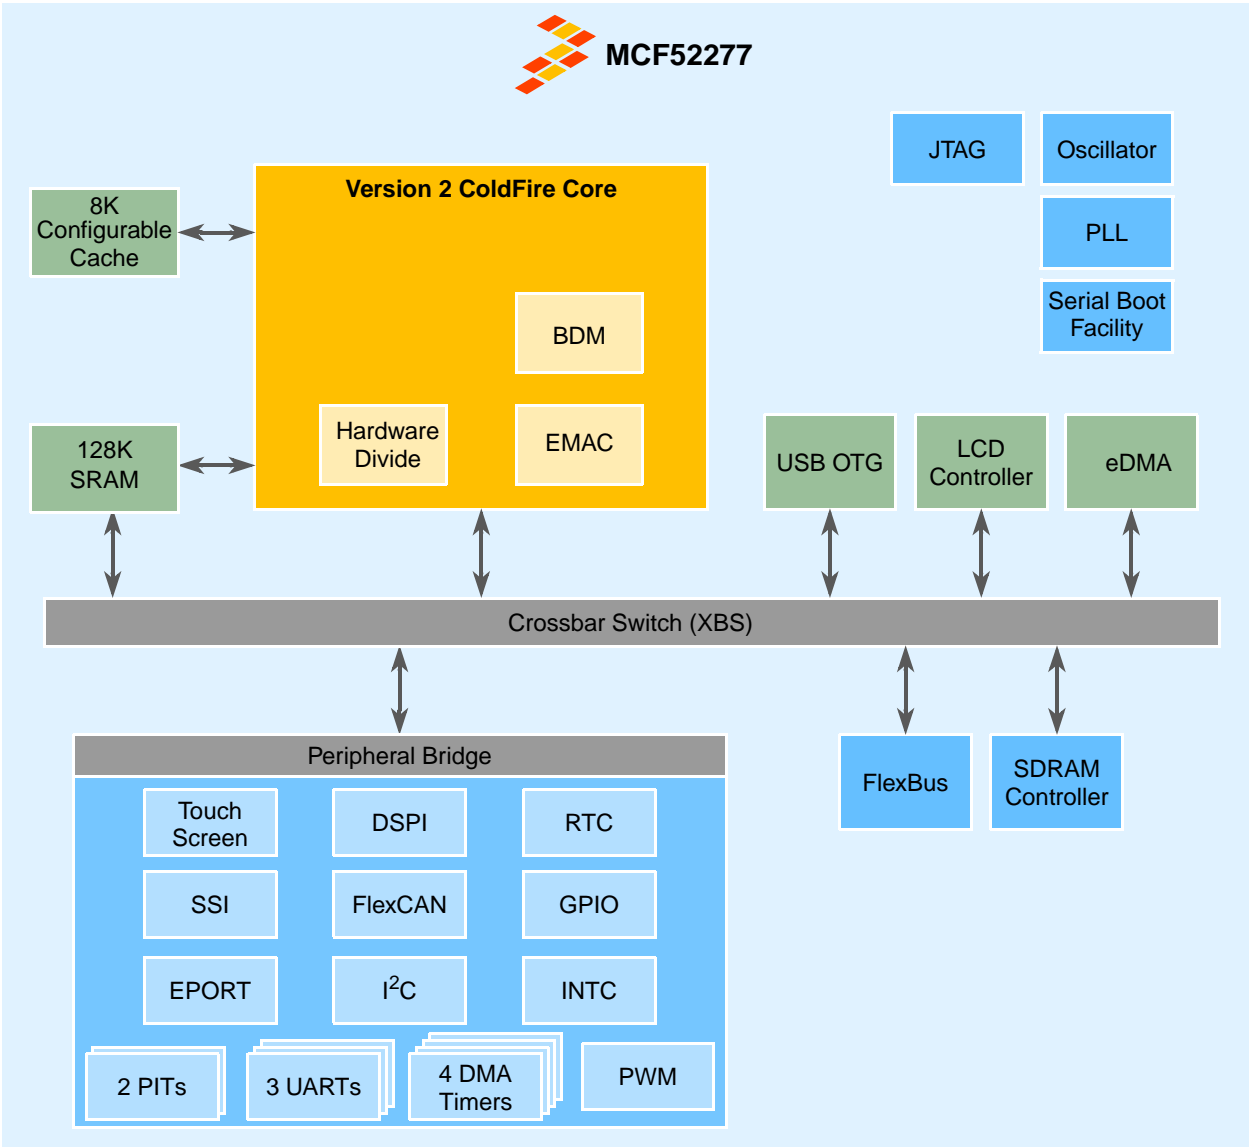 MCF52277
JTAG
Oscillator
Version 2 ColdFire Core
8K
Configurable
Cache
PLL
Serial Boot
Facility
BDM
Hardware
Divide
EMAC
128K
SRAM
USB OTG
LCD
Controller
eDMA
Crossbar Switch (XBS)
Peripheral Bridge
FlexBus
SDRAM
Controller
Touch
Screen
DSPI
RTC
SSI
FlexCAN
GPIO
EPORT
I²C
INTC
2 PITs
3 UARTs
4 DMA
Timers
PWM